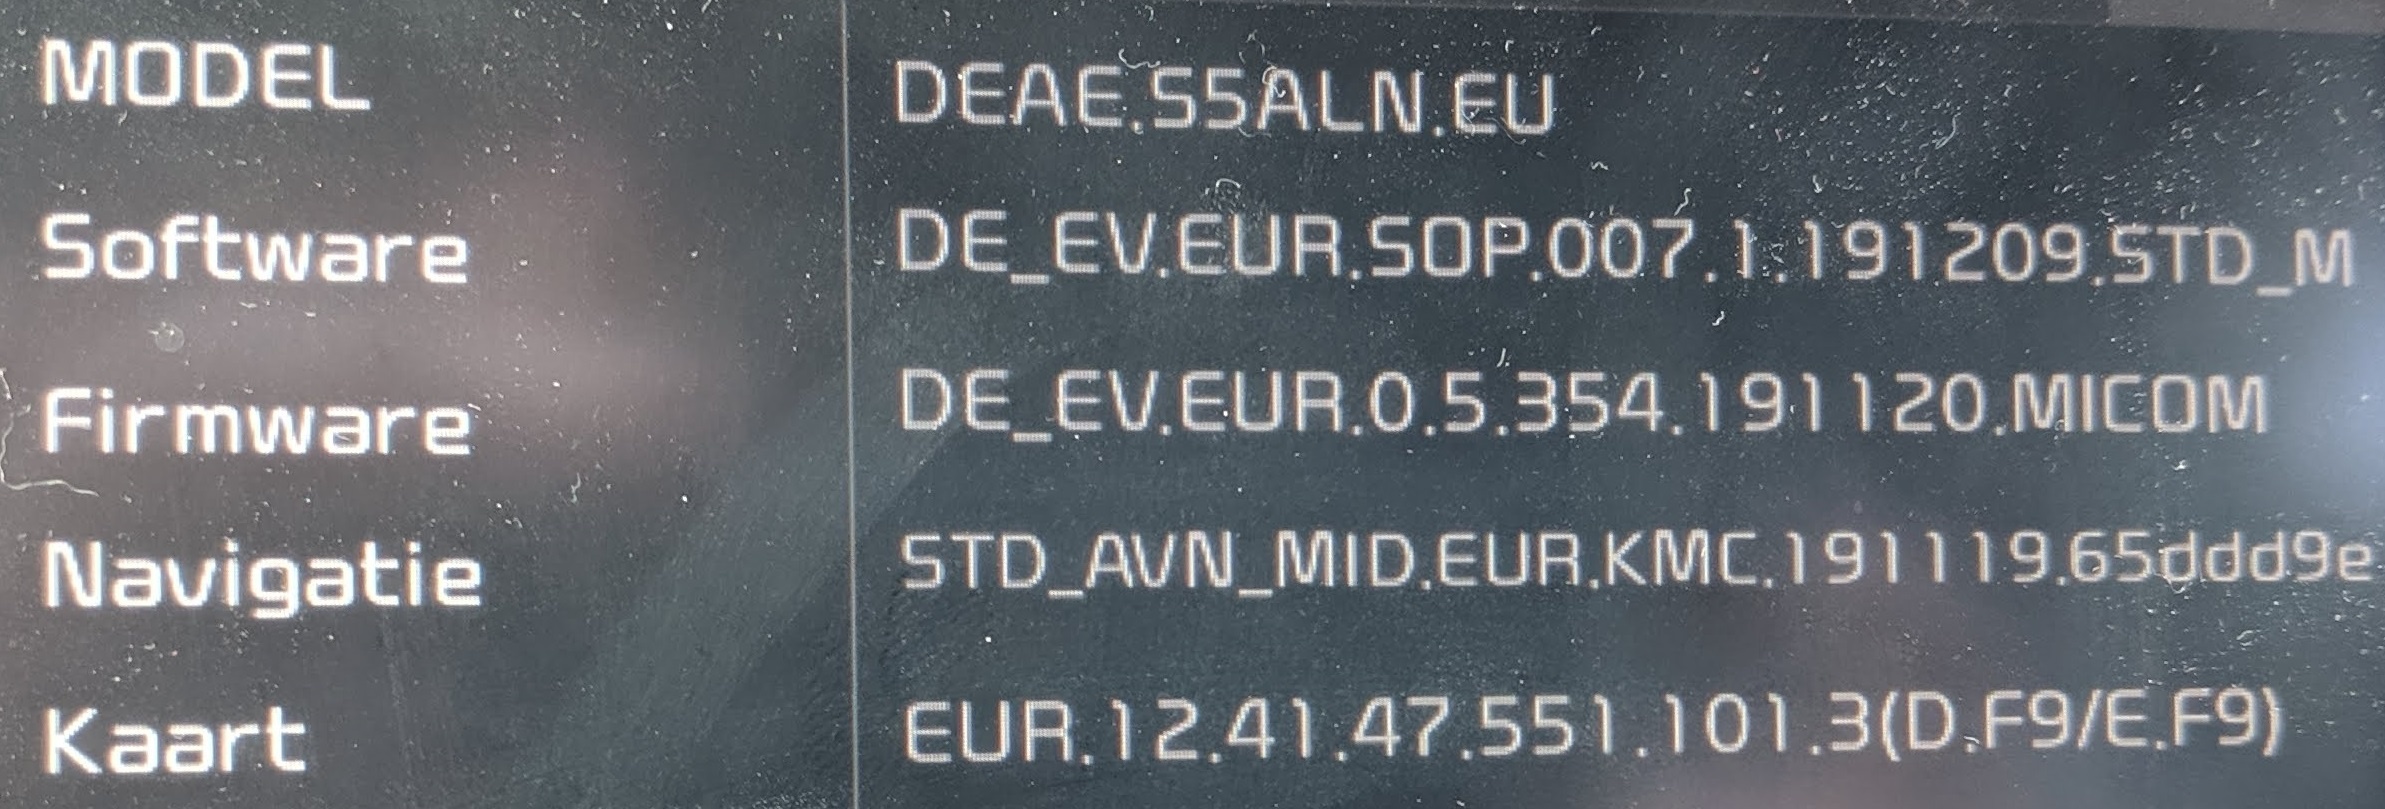 MODEL DEAE.S5ALN.EU
Software DE_EV.EUR.SOP.007.1.191209.STD_M
Firmware DE_EV.EUR.0.5.354.191120.MICOM
Navigatie STD_AVN_MID.EUR.KMC.191119.65ddd9e
Kaart EUR.12.41.47.551.101.3(D.F9/E.F9)